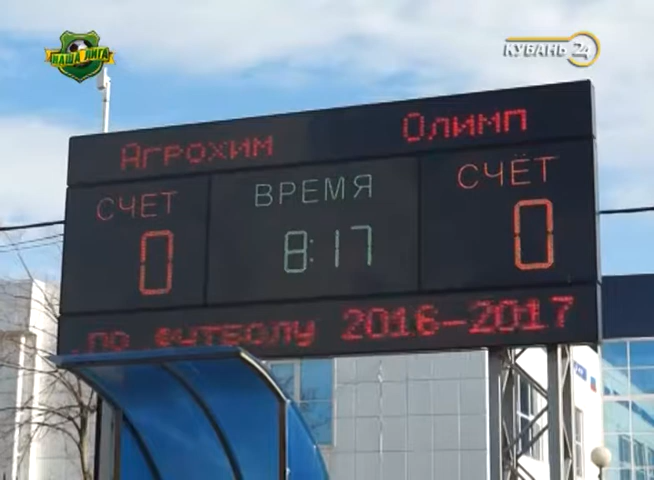 НАША ЛИГА
КУБАНЬ 24
Агрохим Олимп
СЧЕТ ВРЕМЯ СЧЁТ
0 8:17 0
ПО ФУТБОЛУ 2016-2017